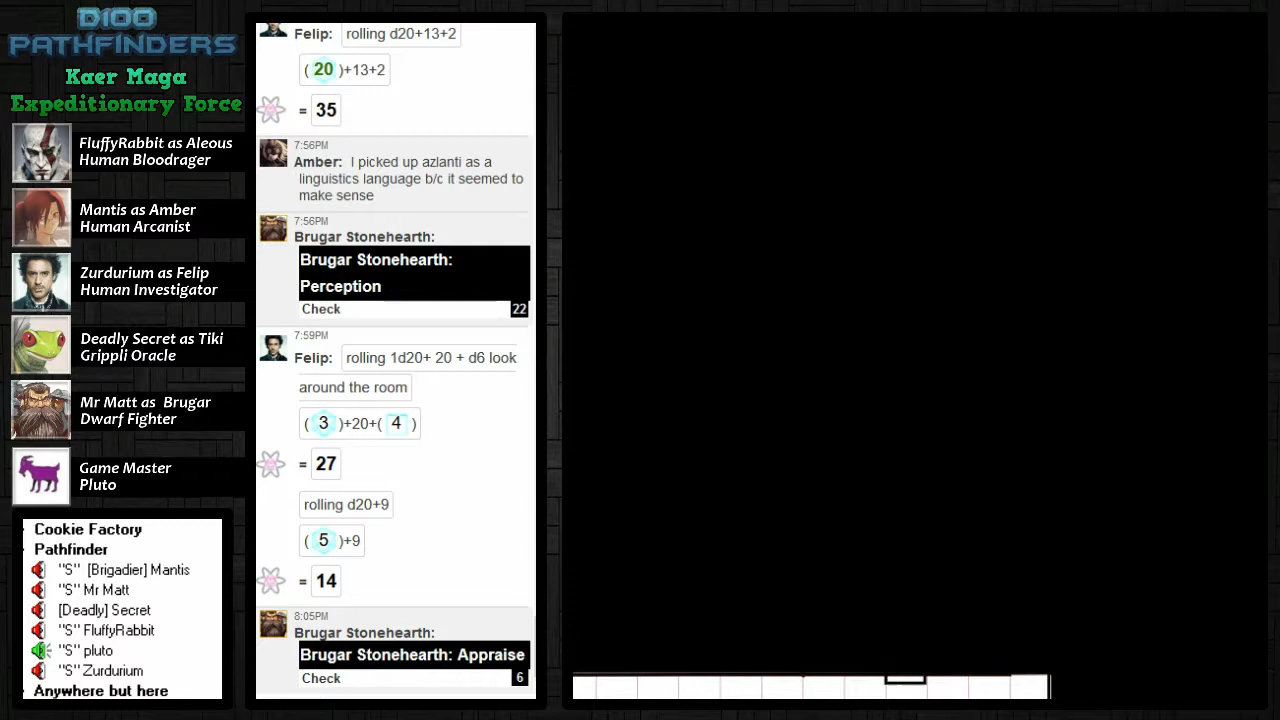 D100
PATHFINDERS
Kaer Maga
Expeditionary Force
FluffyRabbit as Aleous
Human Bloodrager
Mantis as Amber
Human Arcanist
Zurdurium as Felip
Human Investigator
Deadly Secret as Tiki
Grippli Oracle
Mr Matt as Brugar
Dwarf Fighter
Game Master
Pluto
Cookie Factory
Pathfinder
"S" [Brigadier] Mantis
"S" Mr Matt
[Deadly] Secret
"S" FluffyRabbit
"S" pluto
"S" Zurdurium
Anywhere but here
Felip: rolling d20+13+2
(20)+13+2
= 35
7:56PM
Amber: I picked up azlanti as a
linguistics language b/c it seemed to
make sense
7:56PM
Brugar Stonehearth:
Brugar Stonehearth:
Perception
Check 22
7:59PM
Felip: rolling 1d20+ 20 + d6 look
around the room
(3)+20+(4)
= 27
rolling d20+9
(5)+9
= 14
8:05PM
Brugar Stonehearth:
Brugar Stonehearth: Appraise
Check 6